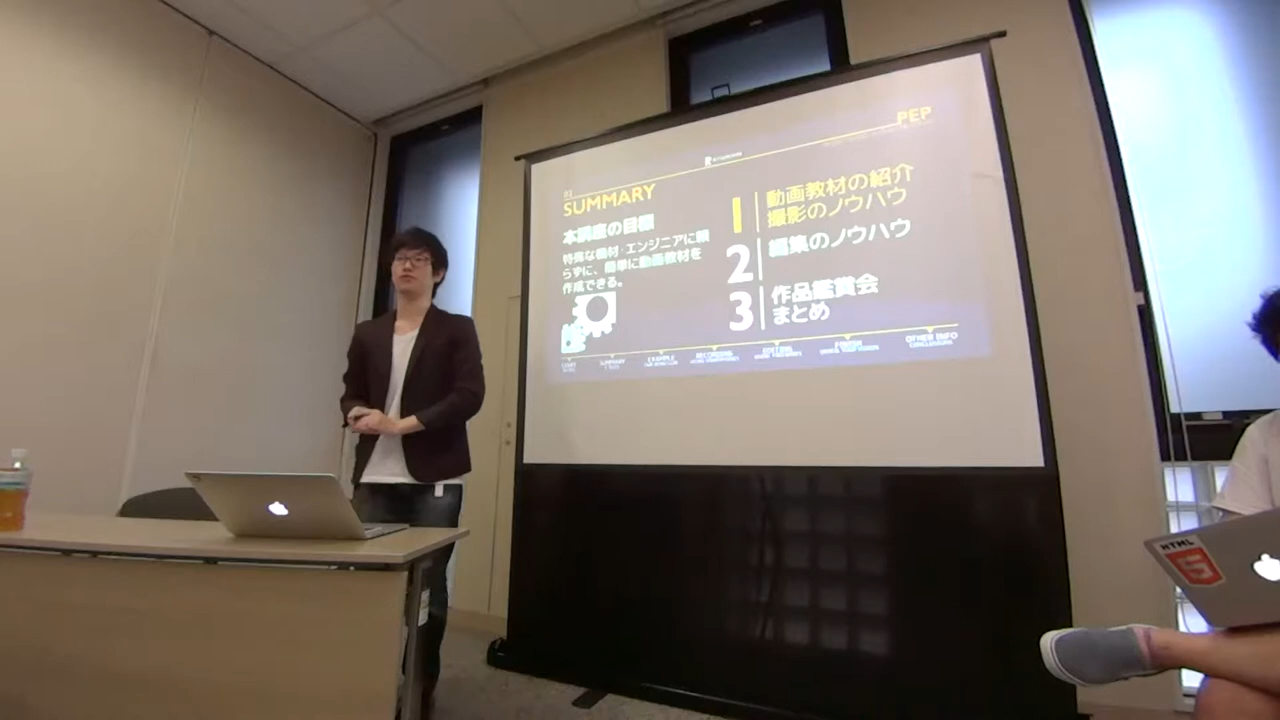 PEP
03
SUMMARY
本講座の目標
特殊な機材・エンジニアに頼
らずに、簡単に動画教材を
作成できる。
1
動画教材の紹介
撮影のノウハウ
2
編集のノウハウ
3
作品鑑賞会
まとめ
START
SUMMARY
EXAMPLE
RECORDING
EDITING
FINISH
OTHER INFO
CONCLUSIONS
HTML
5